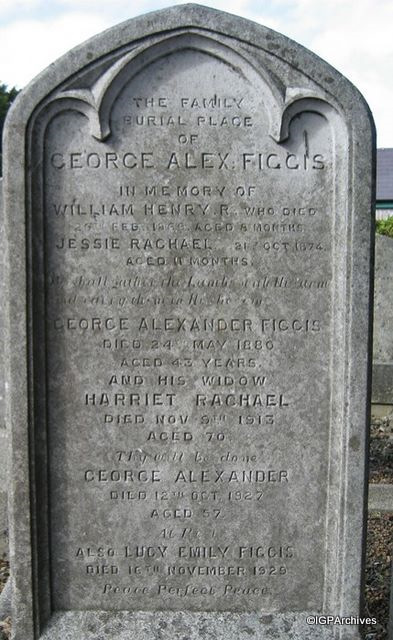 THE FAMILY
BURIAL PLACE
OF
GEORGE ALEX. FIGGIS
IN MEMORY OF
WILLIAM HENRY R. WHO DIED
FEB. AGED 8 MONTHS.
JESSIE RACHAEL 21ST OCT 1874
AGED 11 MONTHS.
He shall gather the Lambs with His arm
and carry them in His bosom
GEORGE ALEXANDER FIGGIS
DIED 24TH MAY 1880
AGED 43 YEARS.
AND HIS WIDOW
HARRIET RACHAEL
DIED NOV 9TH 1913
AGED 70.
Thy will be done
GEORGE ALEXANDER
DIED 12TH OCT, 1927
AGED 57.
At Rest
ALSO LUCY EMILY FIGGIS
DIED 16TH NOVEMBER 1929
Peace Perfect Peace.
©IGPArchives